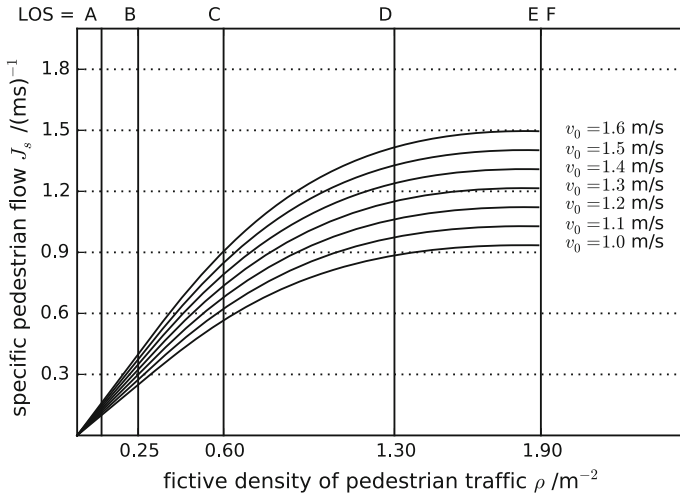 LOS = A B C D E F
1.8
1.5
1.2
0.9
0.6
0.3
specific pedestrian flow J_s /(ms)^{-1}
v_0 = 1.6 m/s
v_0 = 1.5 m/s
v_0 = 1.4 m/s
v_0 = 1.3 m/s
v_0 = 1.2 m/s
v_0 = 1.1 m/s
v_0 = 1.0 m/s
0.25 0.60 1.30 1.90
fictive density of pedestrian traffic ρ /m^{-2}